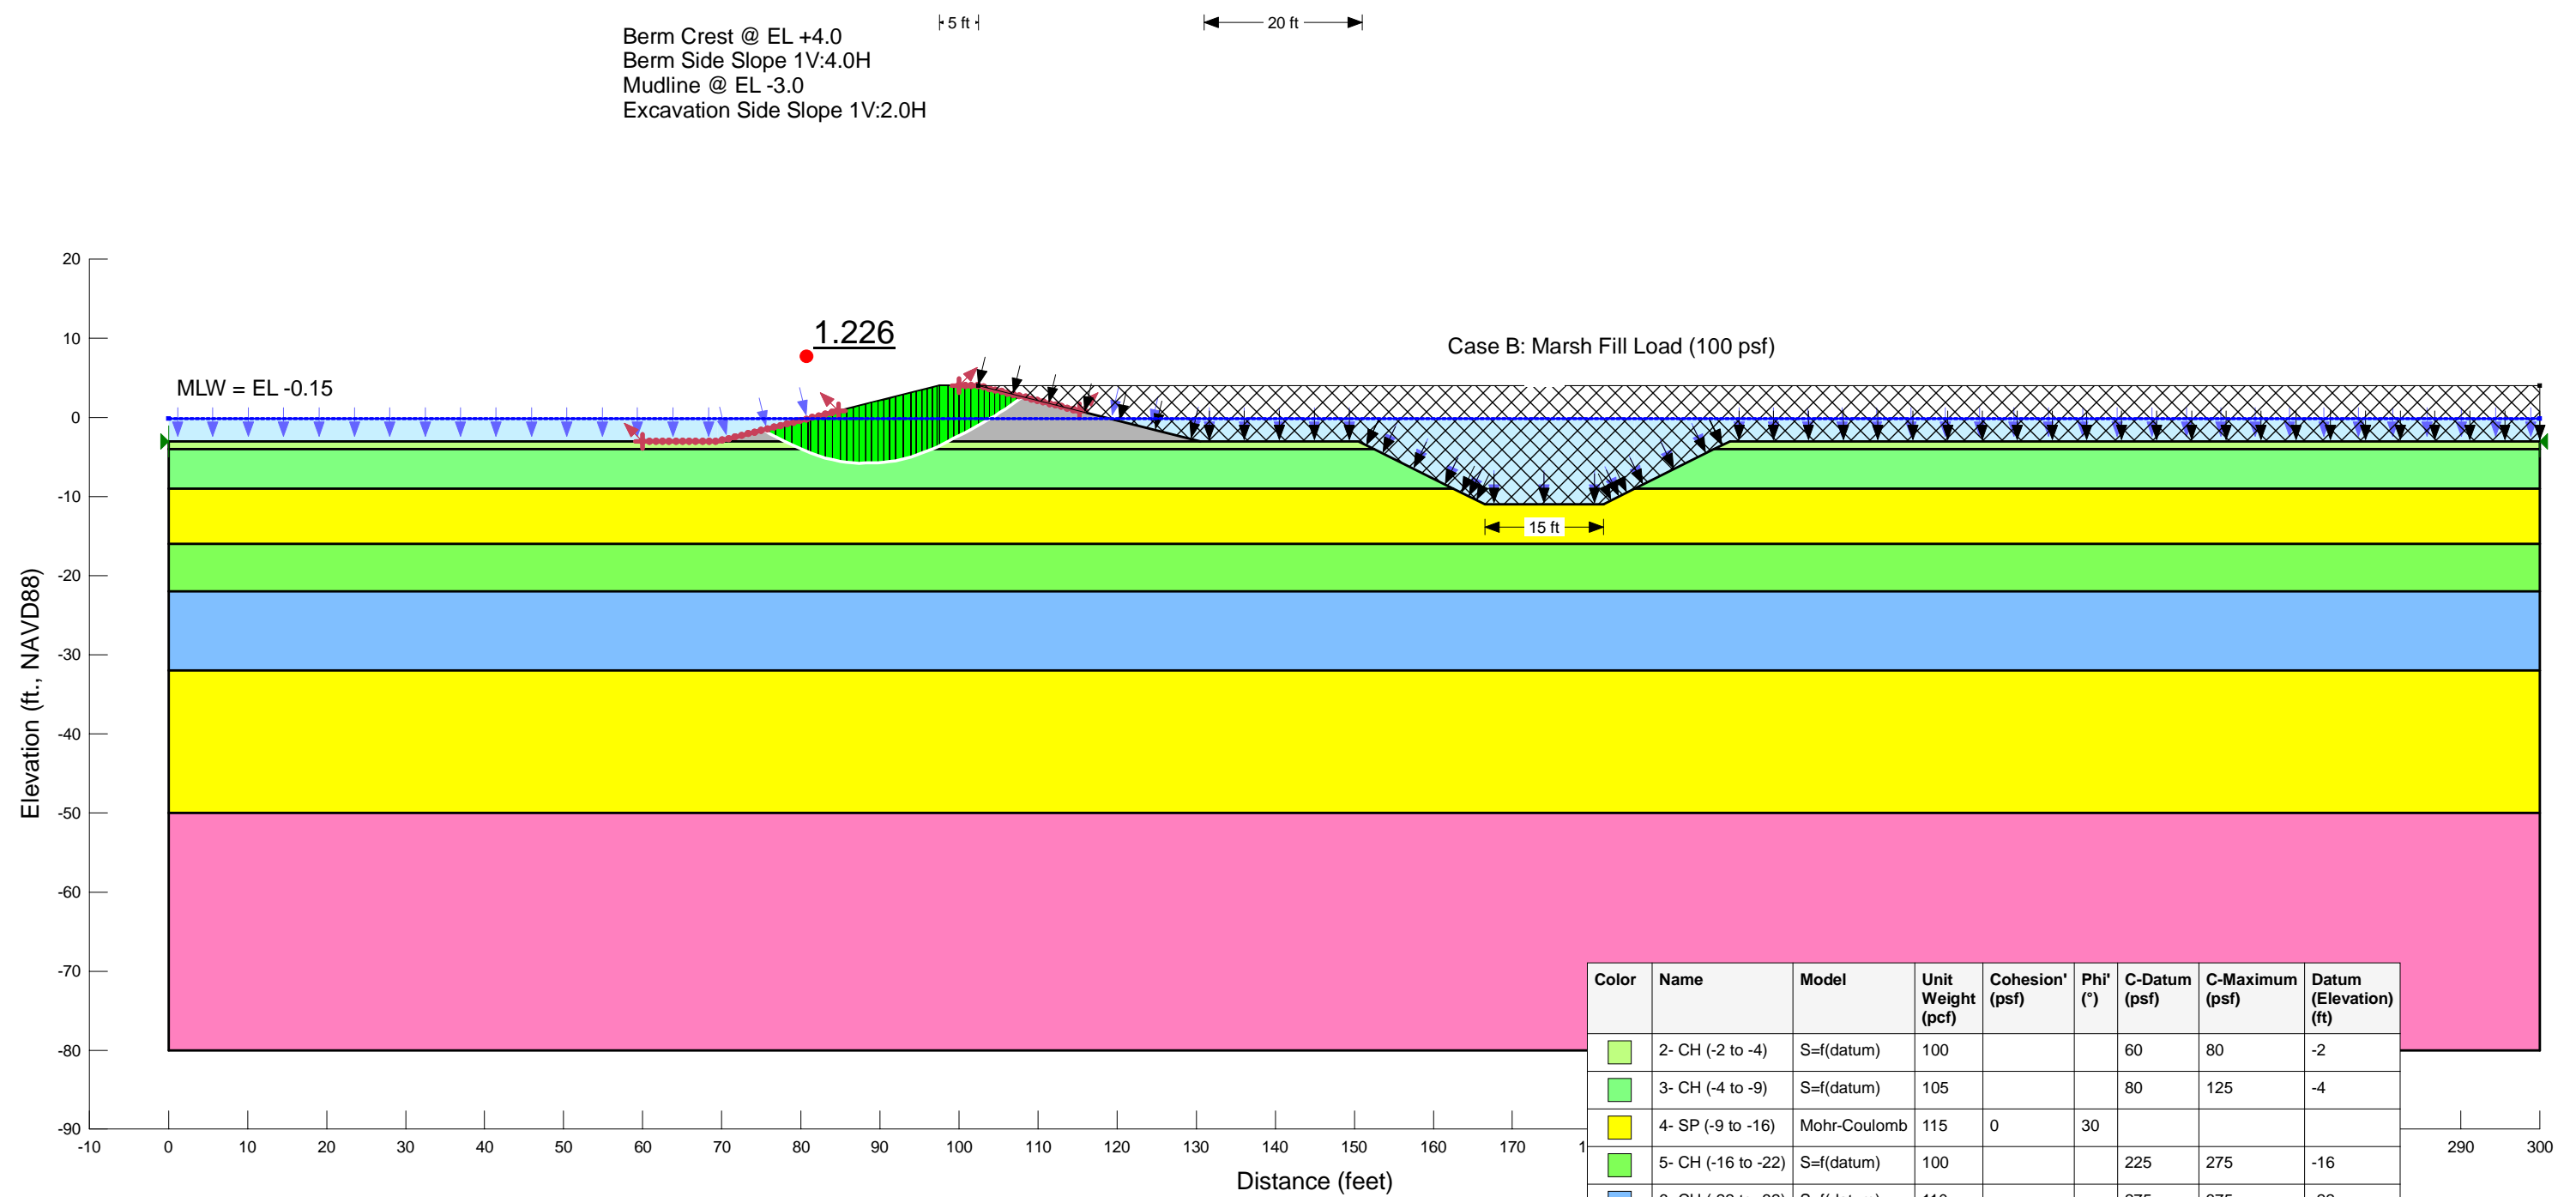 5 ft
20 ft
Berm Crest @ EL +4.0
Berm Side Slope 1V:4.0H
Mudline @ EL -3.0
Excavation Side Slope 1V:2.0H
1.226
Case B: Marsh Fill Load (100 psf)
MLW = EL -0.15
15 ft
Elevation (ft., NAVD88)
20
10
0
-10
-20
-30
-40
-50
-60
-70
-80
-90
-10 0 10 20 30 40 50 60 70 80 90 100 110 120 130 140 150 160 170 290 300
Distance (feet)
Color Name Model Unit Weight (pcf) Cohesion' (psf) Phi' (°) C-Datum (psf) C-Maximum (psf) Datum (Elevation) (ft)
2- CH (-2 to -4) S=f(datum) 100 60 80 -2
3- CH (-4 to -9) S=f(datum) 105 80 125 -4
4- SP (-9 to -16) Mohr-Coulomb 115 0 30
5- CH (-16 to -22) S=f(datum) 100 225 275 -16